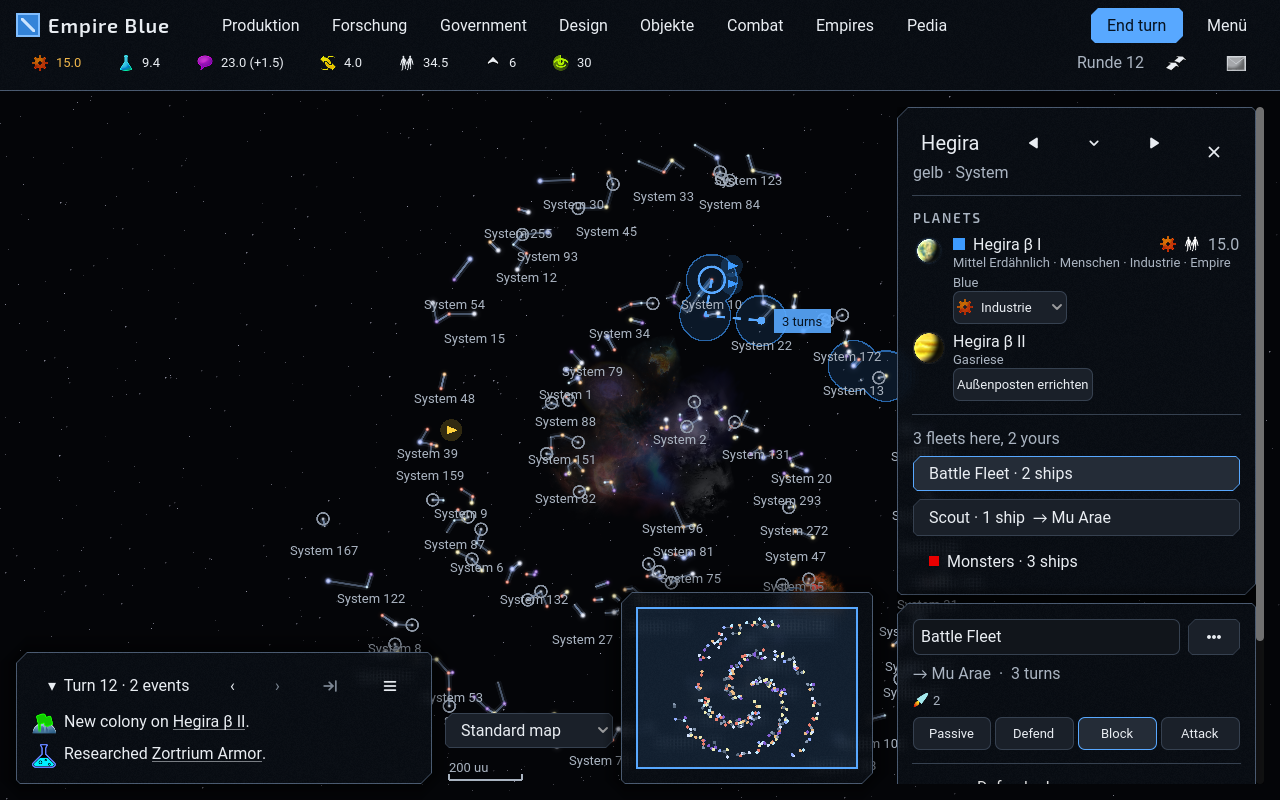 Empire Blue
Produktion Forschung Government Design Objekte Combat Empires Pedia
End turn Menü
15.0 9.4 23.0 (+1.5) 4.0 34.5 6 30
Runde 12
System 123
System 33
System 30
System 84
System 255
System 45
System 93
System 12
System 54
System 10
System 15
System 34
3 turns
System 22
System 172
System 79
System 13
System 1
System 48
System 88
System 2
System 39
System 151
System 131
System 159
System 20
System 82
System 293
System 9
System 96
System 272
System 87
System 167
System 81
System 47
System 6
System 75
System 65
System 122
System 132
System 27
System 8
Hegira
gelb · System
PLANETS
Hegira β I 15.0
Mittel Erdähnlich · Menschen · Industrie · Empire
Blue
Industrie
Hegira β II
Gasriese
Außenposten errichten
3 fleets here, 2 yours
Battle Fleet · 2 ships
Scout · 1 ship → Mu Arae
Monsters · 3 ships
Battle Fleet
•••
→ Mu Arae · 3 turns
2
Passive Defend Block Attack
▾ Turn 12 · 2 events
New colony on Hegira β II.
Researched Zortrium Armor.
Standard map
200 uu